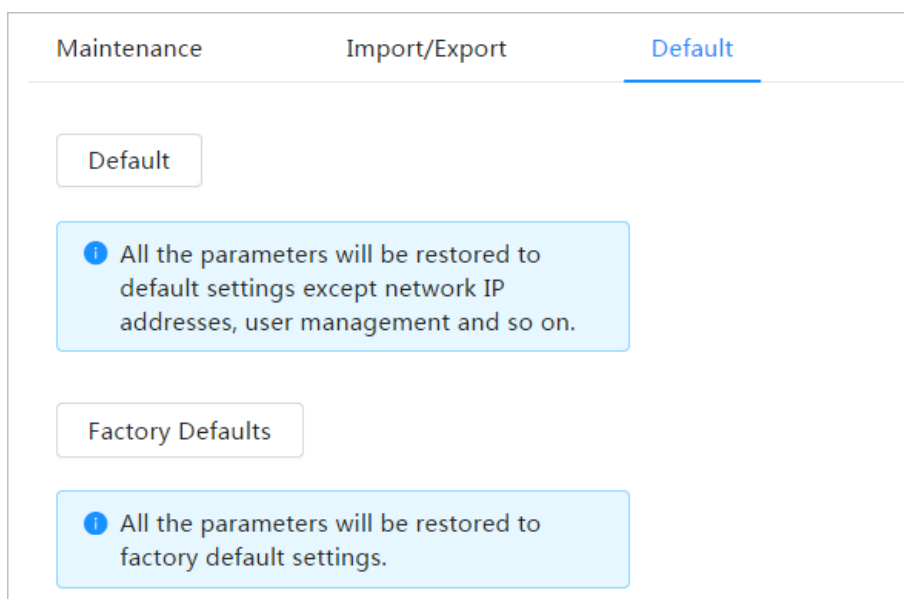 Maintenance Import/Export Default
Default
All the parameters will be restored to
default settings except network IP
addresses, user management and so on.
Factory Defaults
All the parameters will be restored to
factory default settings.